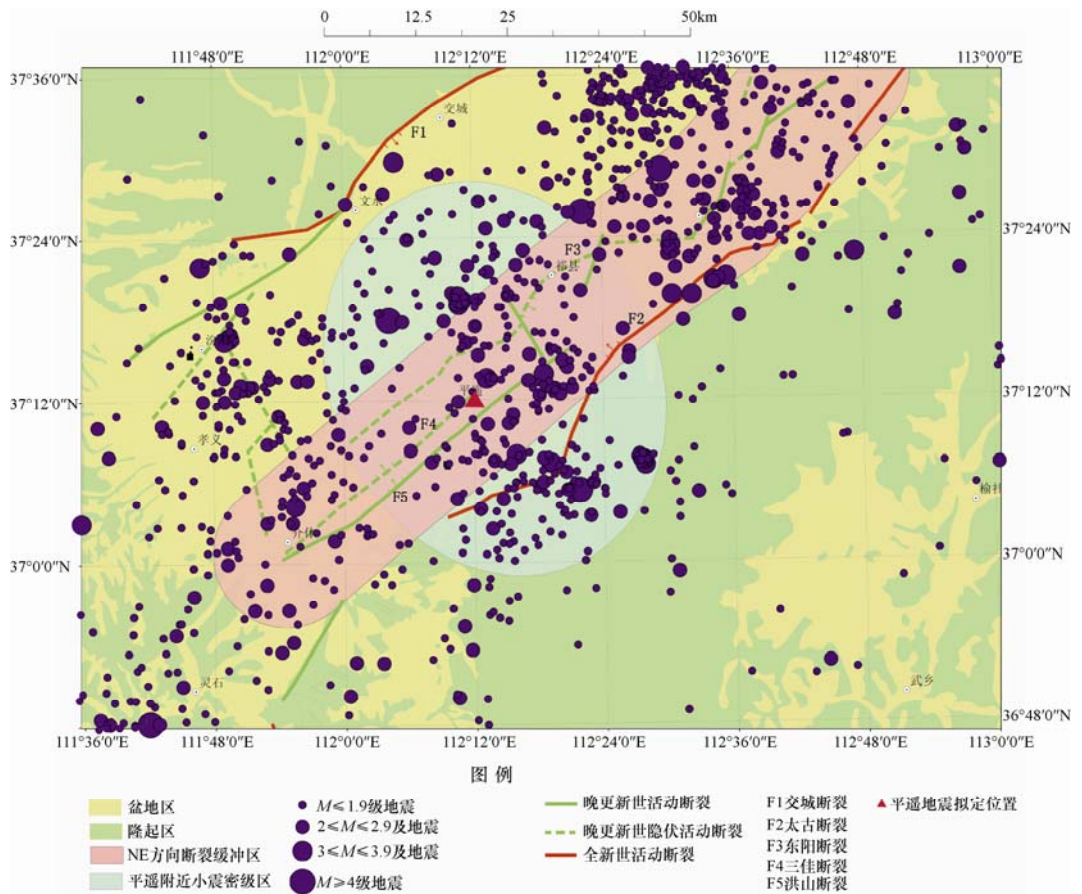 0 12.5 25 50km
111°48′0″E 112°00′0″E 112°12′0″E 112°24′0″E 112°36′0″E 112°48′0″E 113°0′0″E
37°36′0″N 37°36′0″N
交城
F1
文水
37°24′0″N 37°24′0″N
F3
祁县
F2
平遥
37°12′0″N 37°12′0″N
F4
孝义
F5
榆社
介休
37°0′0″N 37°0′0″N
灵石
武乡
36°48′0″N
111°36′0″E 111°48′0″E 112°00′0″E 112°12′0″E 112°24′0″E 112°36′0″E 112°48′0″E 113°0′0″E
图 例
盆地区
隆起区
NE方向断裂缓冲区
平遥附近小震密级区
M≤1.9级地震
2≤M≤2.9及地震
3≤M≤3.9及地震
M≥4级地震
晚更新世活动断裂
晚更新世隐伏活动断裂
全新世活动断裂
F1交城断裂
F2太古断裂
F3东阳断裂
F4三佳断裂
F5洪山断裂
平遥地震拟定位置